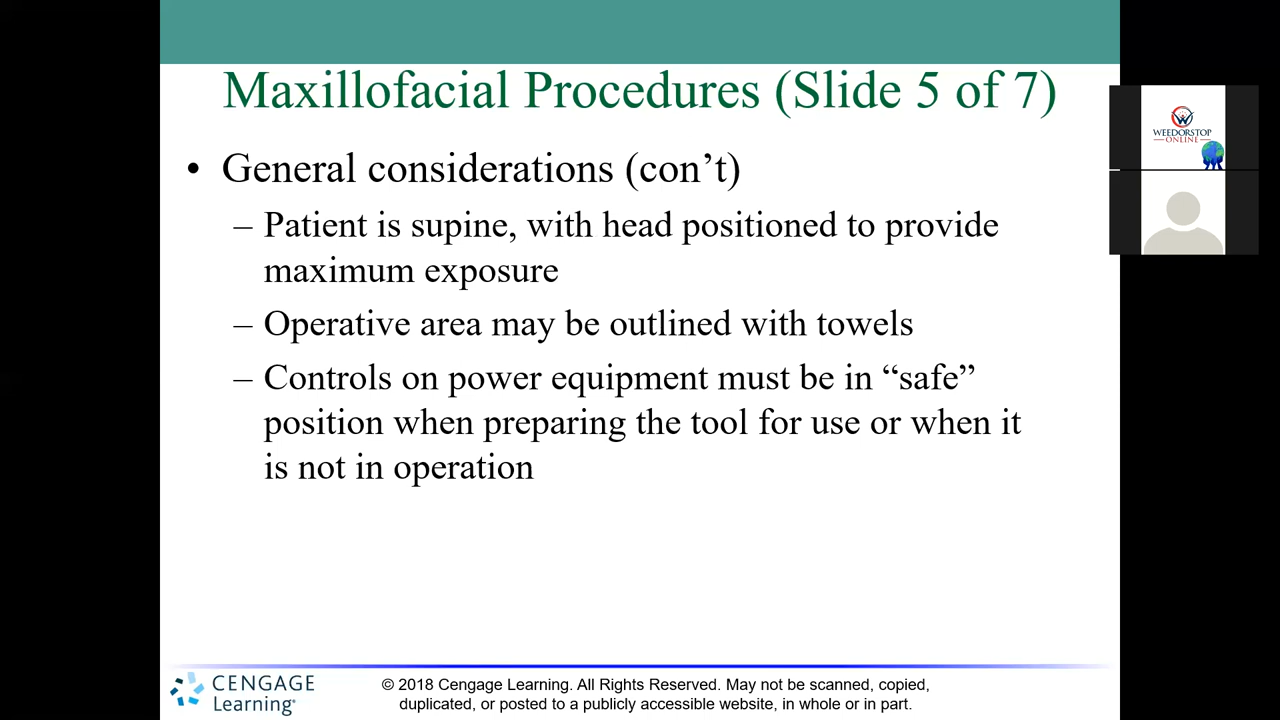 Maxillofacial Procedures (Slide 5 of 7)
• General considerations (con’t)
– Patient is supine, with head positioned to provide
maximum exposure
– Operative area may be outlined with towels
– Controls on power equipment must be in “safe”
position when preparing the tool for use or when it
is not in operation
WEEDORSTOP
ONLINE
CENGAGE
Learning®
© 2018 Cengage Learning. All Rights Reserved. May not be scanned, copied,
duplicated, or posted to a publicly accessible website, in whole or in part.